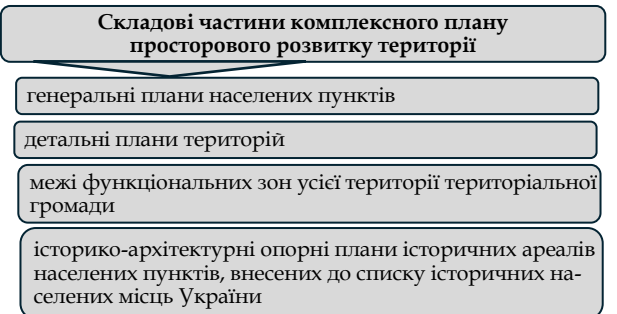 Складові частини комплексного плану
просторового розвитку території
генеральні плани населених пунктів
детальні плани територій
межі функціональних зон усієї території територіальної
громади
історико-архітектурні опорні плани історичних ареалів
населених пунктів, внесених до списку історичних на-
селених місць України